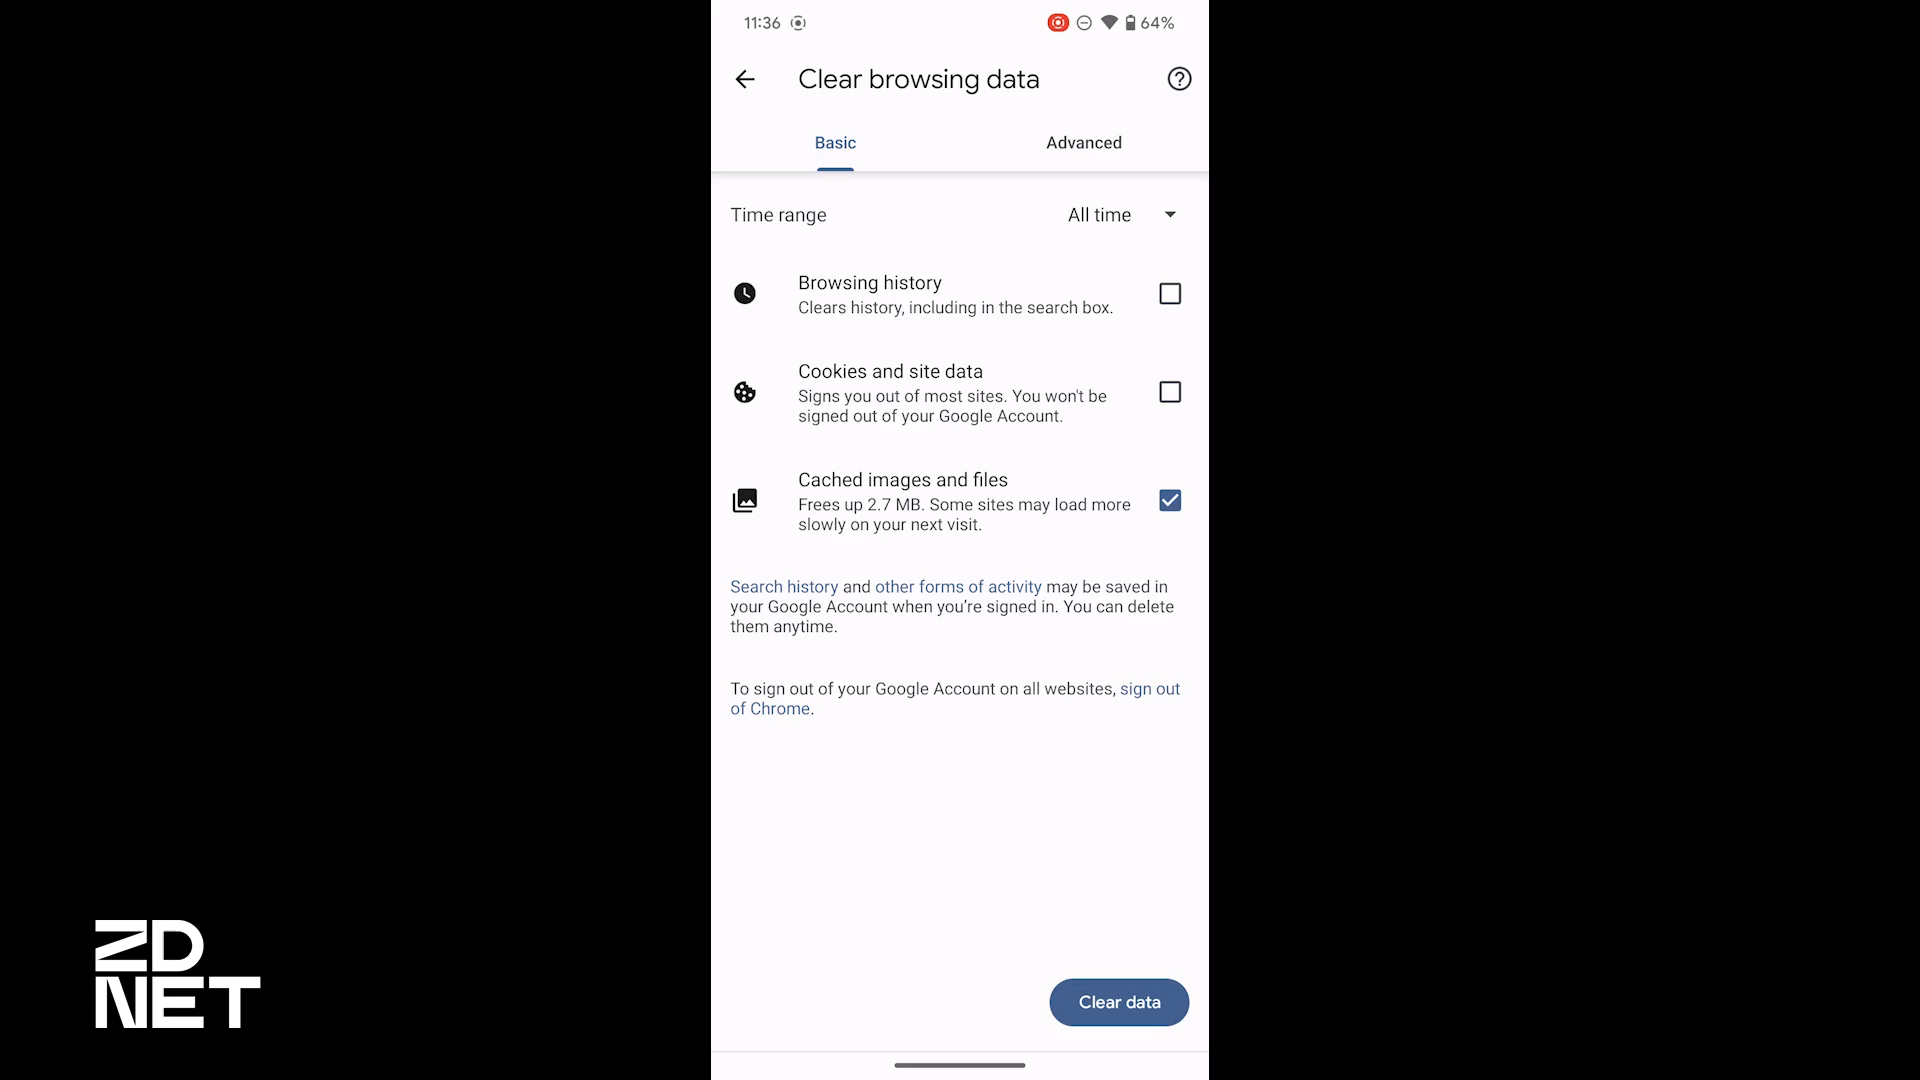 11:36
64%
Clear browsing data
Basic
Advanced
Time range
All time
Browsing history
Clears history, including in the search box.
Cookies and site data
Signs you out of most sites. You won't be
signed out of your Google Account.
Cached images and files
Frees up 2.7 MB. Some sites may load more
slowly on your next visit.
Search history and other forms of activity may be saved in
your Google Account when you're signed in. You can delete
them anytime.
To sign out of your Google Account on all websites, sign out
of Chrome.
Clear data
ZD
NET